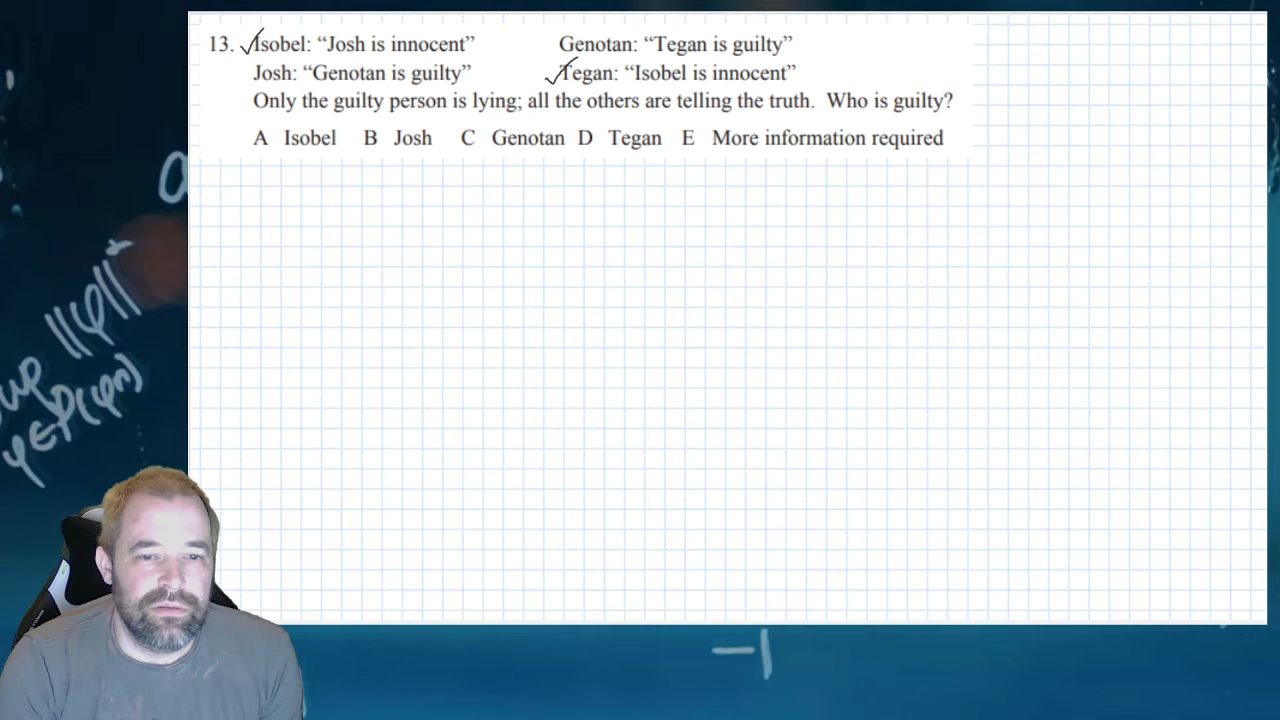 13. Isobel: “Josh is innocent” Genotan: “Tegan is guilty”
Josh: “Genotan is guilty” Tegan: “Isobel is innocent”
Only the guilty person is lying; all the others are telling the truth. Who is guilty?
A Isobel B Josh C Genotan D Tegan E More information required
||φ||
φ∈P(φn)
-1